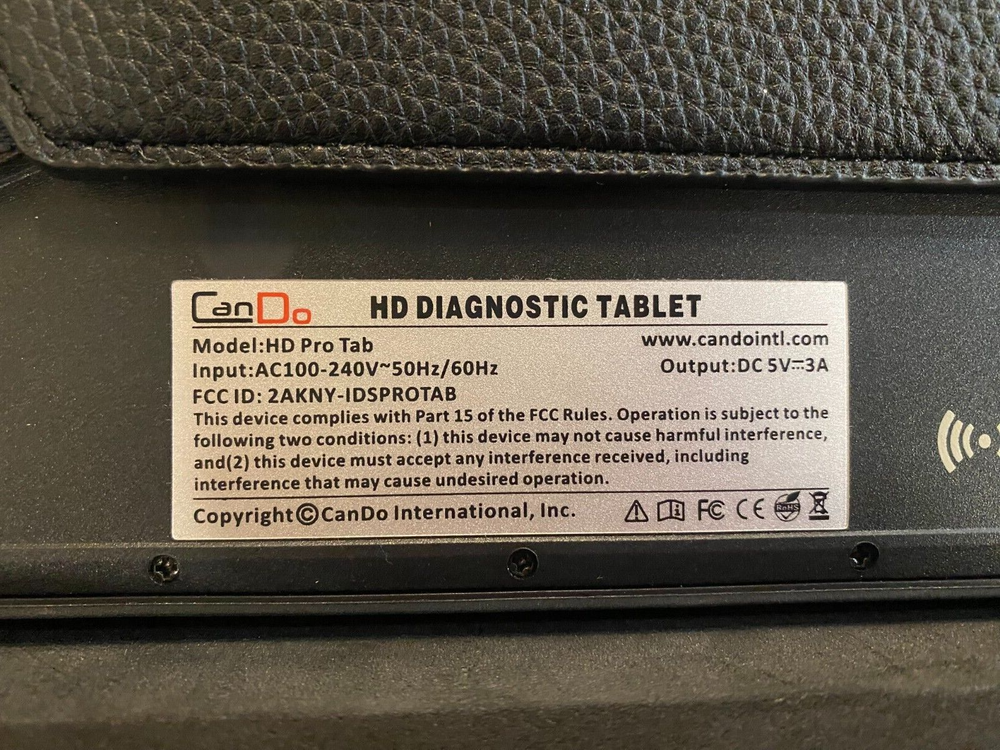 CanDo HD DIAGNOSTIC TABLET
Model:HD Pro Tab www.candointl.com
Input:AC100-240V~50Hz/60Hz Output:DC 5V⎓3A
FCC ID: 2AKNY-IDSPROTAB
This device complies with Part 15 of the FCC Rules. Operation is subject to the
following two conditions: (1) this device may not cause harmful interference,
and(2) this device must accept any interference received, including
interference that may cause undesired operation.
Copyright©CanDo International, Inc. FC CE RoHS